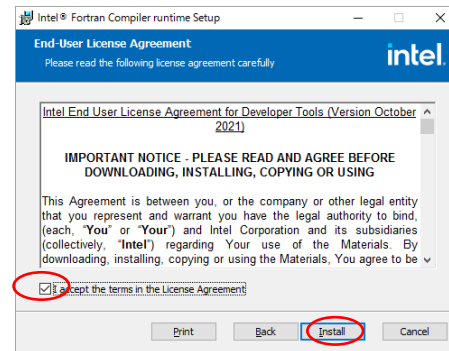 Intel® Fortran Compiler runtime Setup
End-User License Agreement
Please read the following license agreement carefully
intel.
Intel End User License Agreement for Developer Tools (Version October
2021)
IMPORTANT NOTICE - PLEASE READ AND AGREE BEFORE
DOWNLOADING, INSTALLING, COPYING OR USING
This Agreement is between you, or the company or other legal entity
that you represent and warrant you have the legal authority to bind,
(each, “You” or “Your”) and Intel Corporation and its subsidiaries
(collectively, “Intel”) regarding Your use of the Materials. By
downloading, installing, copying or using the Materials, You agree to be
I accept the terms in the License Agreement
Print
Back
Install
Cancel